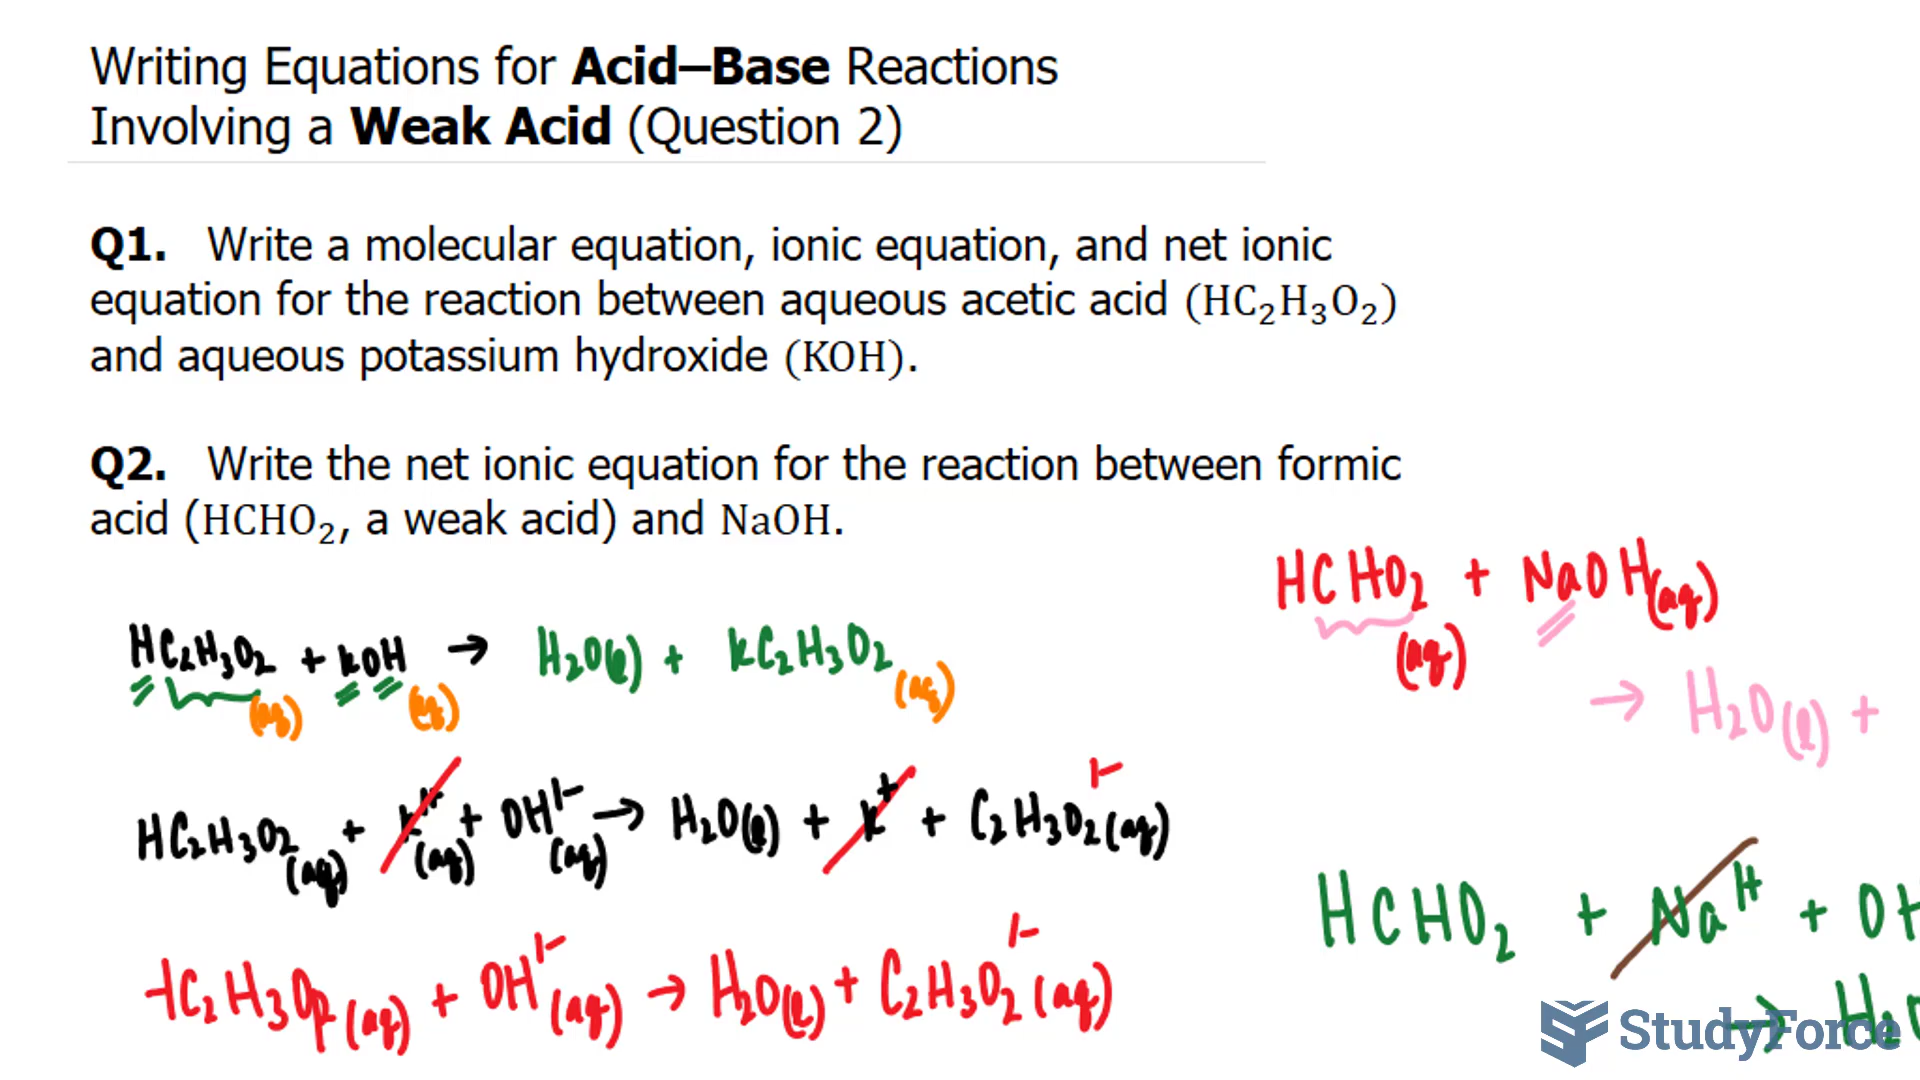 Writing Equations for Acid–Base Reactions
Involving a Weak Acid (Question 2)
Q1. Write a molecular equation, ionic equation, and net ionic
equation for the reaction between aqueous acetic acid (HC₂H₃O₂)
and aqueous potassium hydroxide (KOH).
Q2. Write the net ionic equation for the reaction between formic
acid (HCHO₂, a weak acid) and NaOH.
HC₂H₃O₂ (aq) + KOH (aq) → H₂O(l) + KC₂H₃O₂ (aq)
HC₂H₃O₂ (aq) + K¹⁺ (aq) + OH¹⁻ (aq) → H₂O(l) + K⁺ + C₂H₃O₂¹⁻ (aq)
HC₂H₃O₂ (aq) + OH¹⁻ (aq) → H₂O(l) + C₂H₃O₂¹⁻ (aq)
HCHO₂ (aq) + NaOH(aq)
→ H₂O(l) +
HCHO₂ + Na¹⁺ + OH
→ H₂O
StudyForce